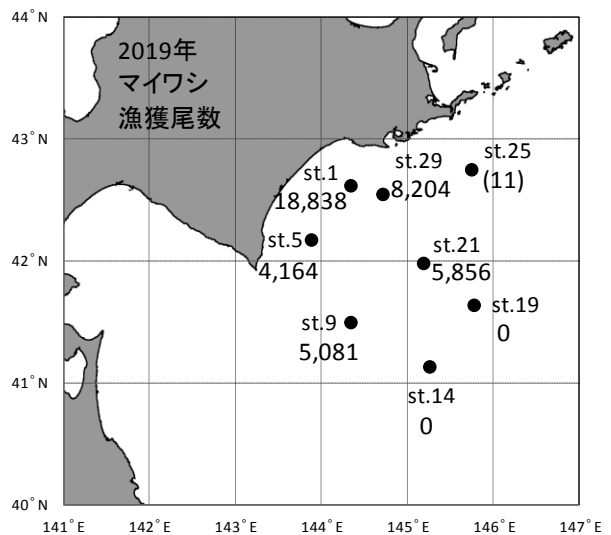 2019年
マイワシ
漁獲尾数
44˚ N
43˚ N
42˚ N
41˚ N
40˚ N
st.1
18,838
st.29
8,204
st.25
(11)
st.5
4,164
st.21
5,856
st.9
5,081
st.19
0
st.14
0
141˚ E
142˚ E
143˚ E
144˚ E
145˚ E
146˚ E
147˚ E